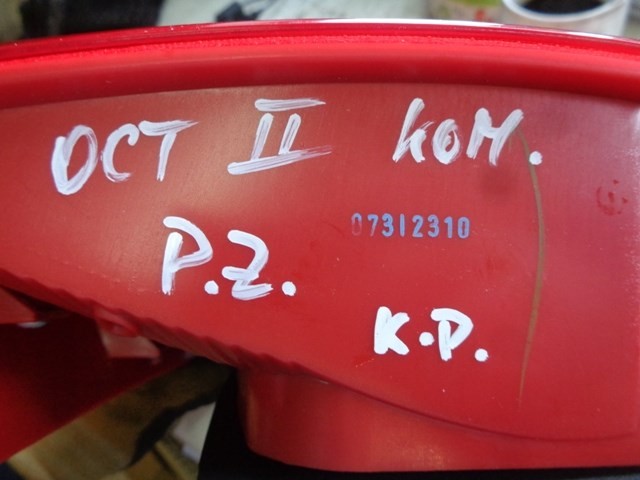 OCT II KOM.
07312310
P.Z.
K.P.